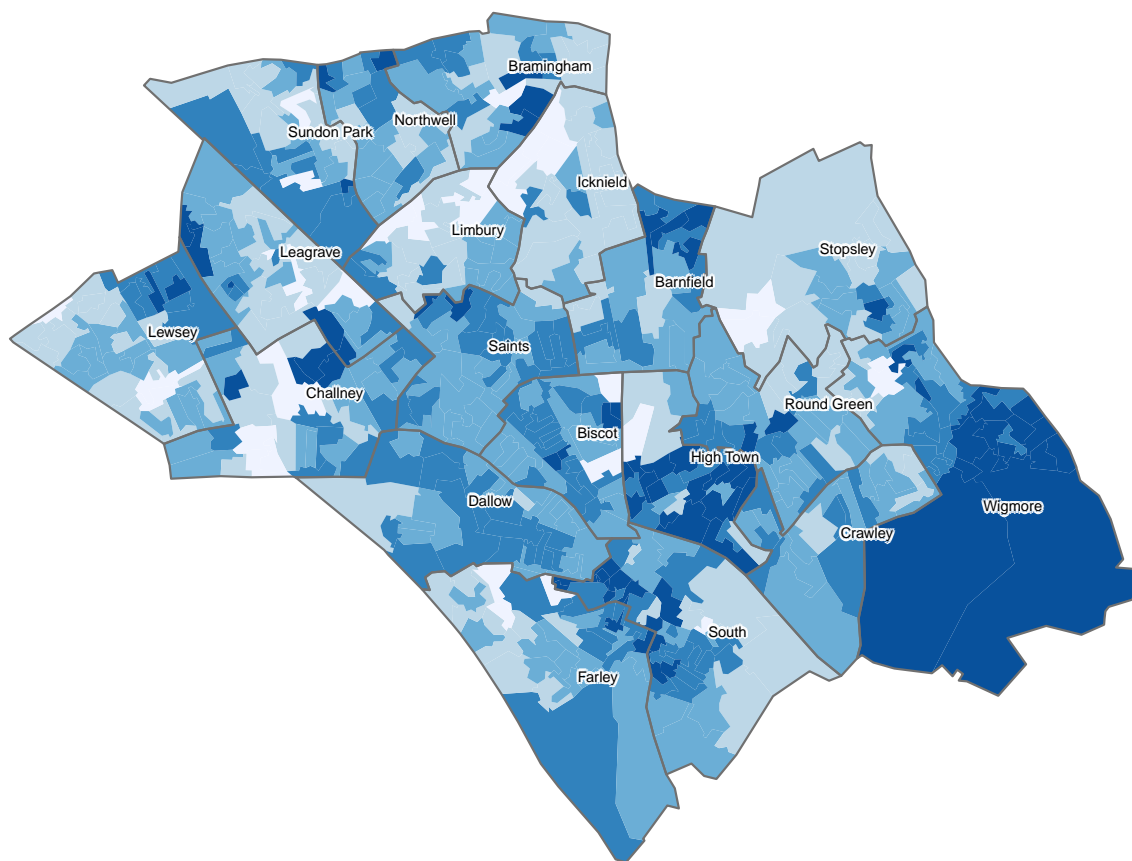 Bramingham
Northwell
Sundon Park
Icknield
Limbury
Stopsley
Leagrave
Barnfield
Lewsey
Saints
Challney
Round Green
Biscot
High Town
Dallow
Wigmore
Crawley
South
Farley